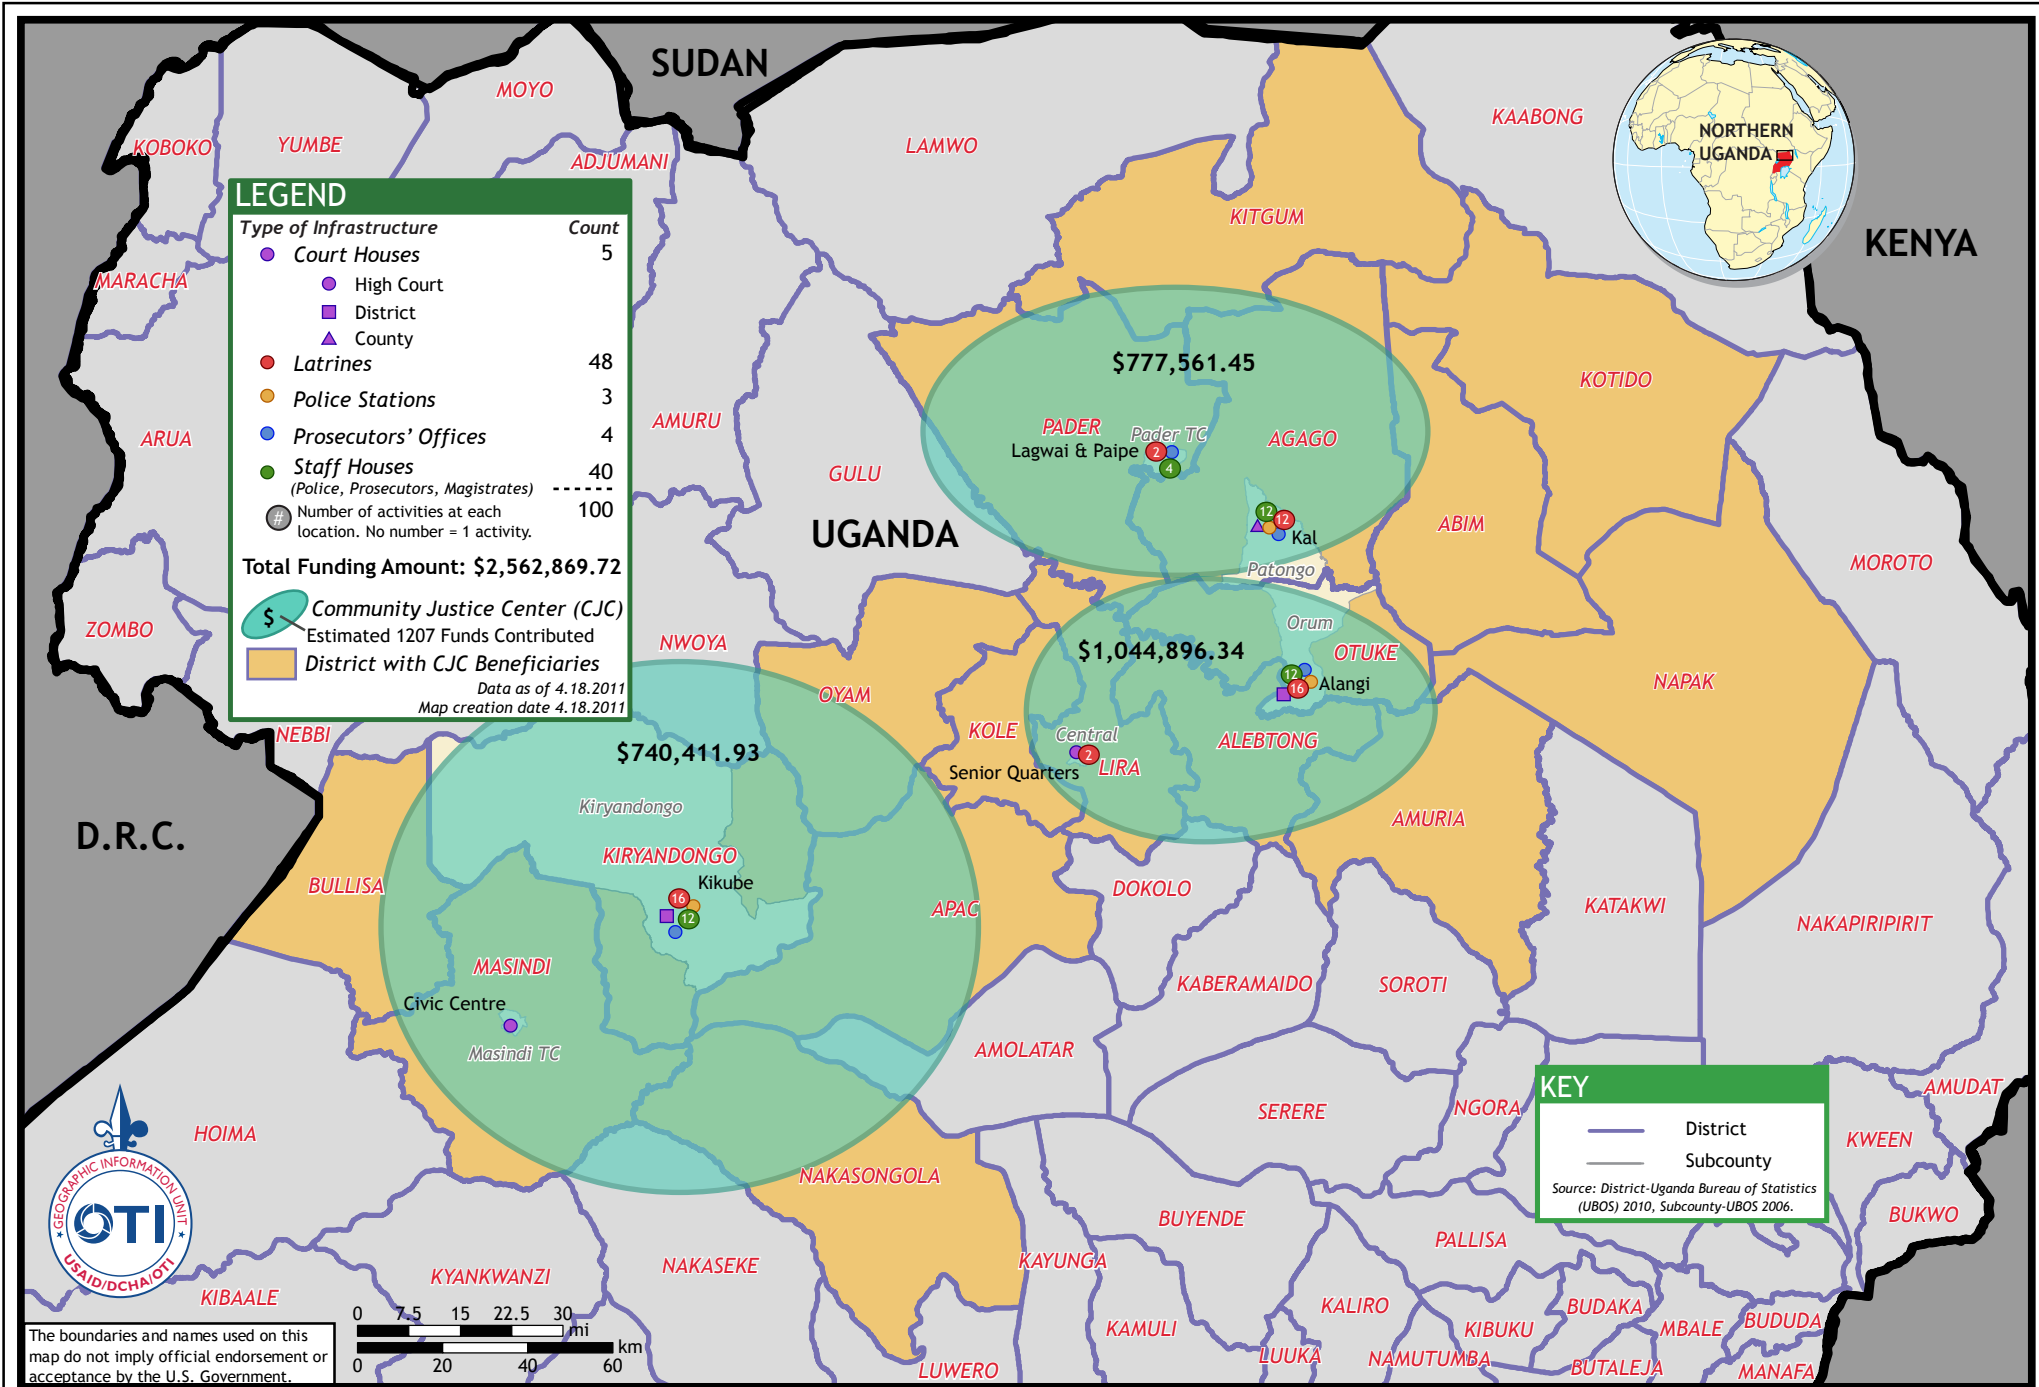 SUDAN
KENYA
UGANDA
D.R.C.
NORTHERN
UGANDA
MOYO
KOBOKO
YUMBE
ADJUMANI
LAMWO
KAABONG
MARACHA
KITGUM
ARUA
AMURU
GULU
KOTIDO
PADER
AGAGO
ABIM
MOROTO
ZOMBO
NWOYA
NEBBI
OYAM
KOLE
OTUKE
NAPAK
ALEBTONG
LIRA
AMURIA
KIRYANDONGO
BULLISA
APAC
DOKOLO
KATAKWI
NAKAPIRIPIRIT
MASINDI
KABERAMAIDO
SOROTI
AMOLATAR
HOIMA
SERERE
NGORA
AMUDAT
KWEEN
NAKASONGOLA
BUYENDE
BUKWO
PALLISA
KYANKWANZI
NAKASEKE
KAYUNGA
KIBAALE
KALIRO
BUDAKA
KAMULI
KIBUKU
MBALE
BUDUDA
LUWERO
LUUKA
NAMUTUMBA
BUTALEJA
MANAFA
LEGEND
Type of Infrastructure Count
Court Houses 5
High Court
District
County
Latrines 48
Police Stations 3
Prosecutors' Offices 4
Staff Houses 40
(Police, Prosecutors, Magistrates) ------
# Number of activities at each 100
location. No number = 1 activity.
Total Funding Amount: $2,562,869.72
$ Community Justice Center (CJC)
Estimated 1207 Funds Contributed
District with CJC Beneficiaries
Data as of 4.18.2011
Map creation date 4.18.2011
$777,561.45
Pader TC
Lagwai & Paipe
2
4
12
12
Kal
Patongo
$1,044,896.34
Orum
12
16
Alangi
Central
2
Senior Quarters
$740,411.93
Kiryandongo
Kikube
16
12
Civic Centre
Masindi TC
KEY
District
Subcounty
Source: District-Uganda Bureau of Statistics
(UBOS) 2010, Subcounty-UBOS 2006.
GEOGRAPHIC INFORMATION UNIT
OTI
USAID/DCHA/OTI
0 7.5 15 22.5 30
mi
km
0 20 40 60
The boundaries and names used on this
map do not imply official endorsement or
acceptance by the U.S. Government.